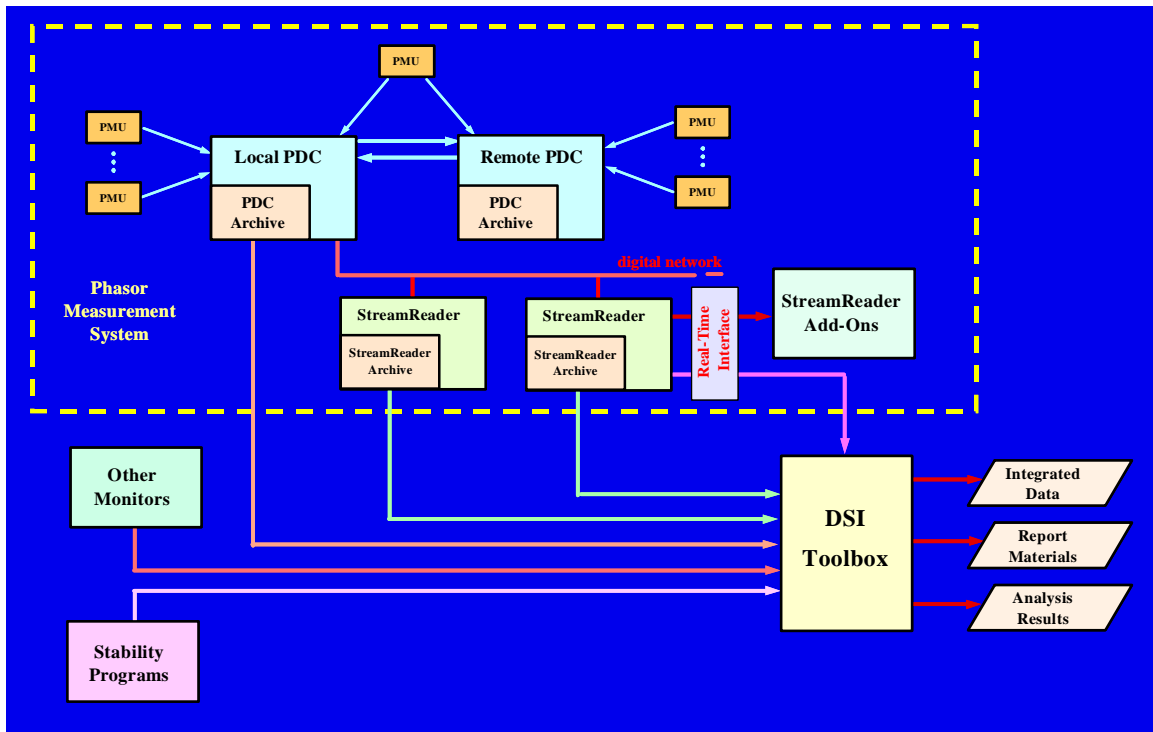 PMU
PMU
PMU
Local PDC
Remote PDC
PMU
PMU
PDC
Archive
PDC
Archive
digital network
Phasor
Measurement
System
StreamReader
StreamReader
Archive
StreamReader
StreamReader
Archive
Real-Time
Interface
StreamReader
Add-Ons
Other
Monitors
DSI
Toolbox
Integrated
Data
Report
Materials
Analysis
Results
Stability
Programs